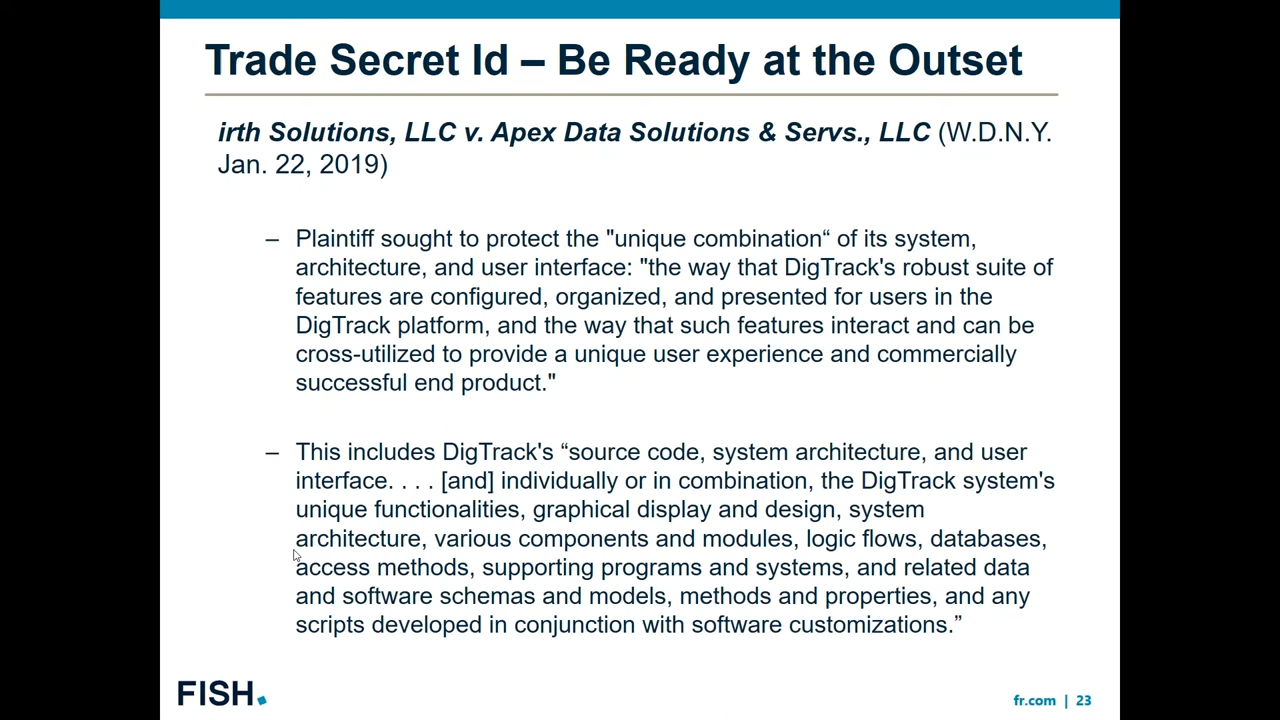 Trade Secret Id – Be Ready at the Outset
irth Solutions, LLC v. Apex Data Solutions & Servs., LLC (W.D.N.Y.
Jan. 22, 2019)
– Plaintiff sought to protect the "unique combination“ of its system,
architecture, and user interface: "the way that DigTrack's robust suite of
features are configured, organized, and presented for users in the
DigTrack platform, and the way that such features interact and can be
cross-utilized to provide a unique user experience and commercially
successful end product."
– This includes DigTrack's “source code, system architecture, and user
interface. . . . [and] individually or in combination, the DigTrack system's
unique functionalities, graphical display and design, system
architecture, various components and modules, logic flows, databases,
access methods, supporting programs and systems, and related data
and software schemas and models, methods and properties, and any
scripts developed in conjunction with software customizations.”
FISH.
fr.com | 23